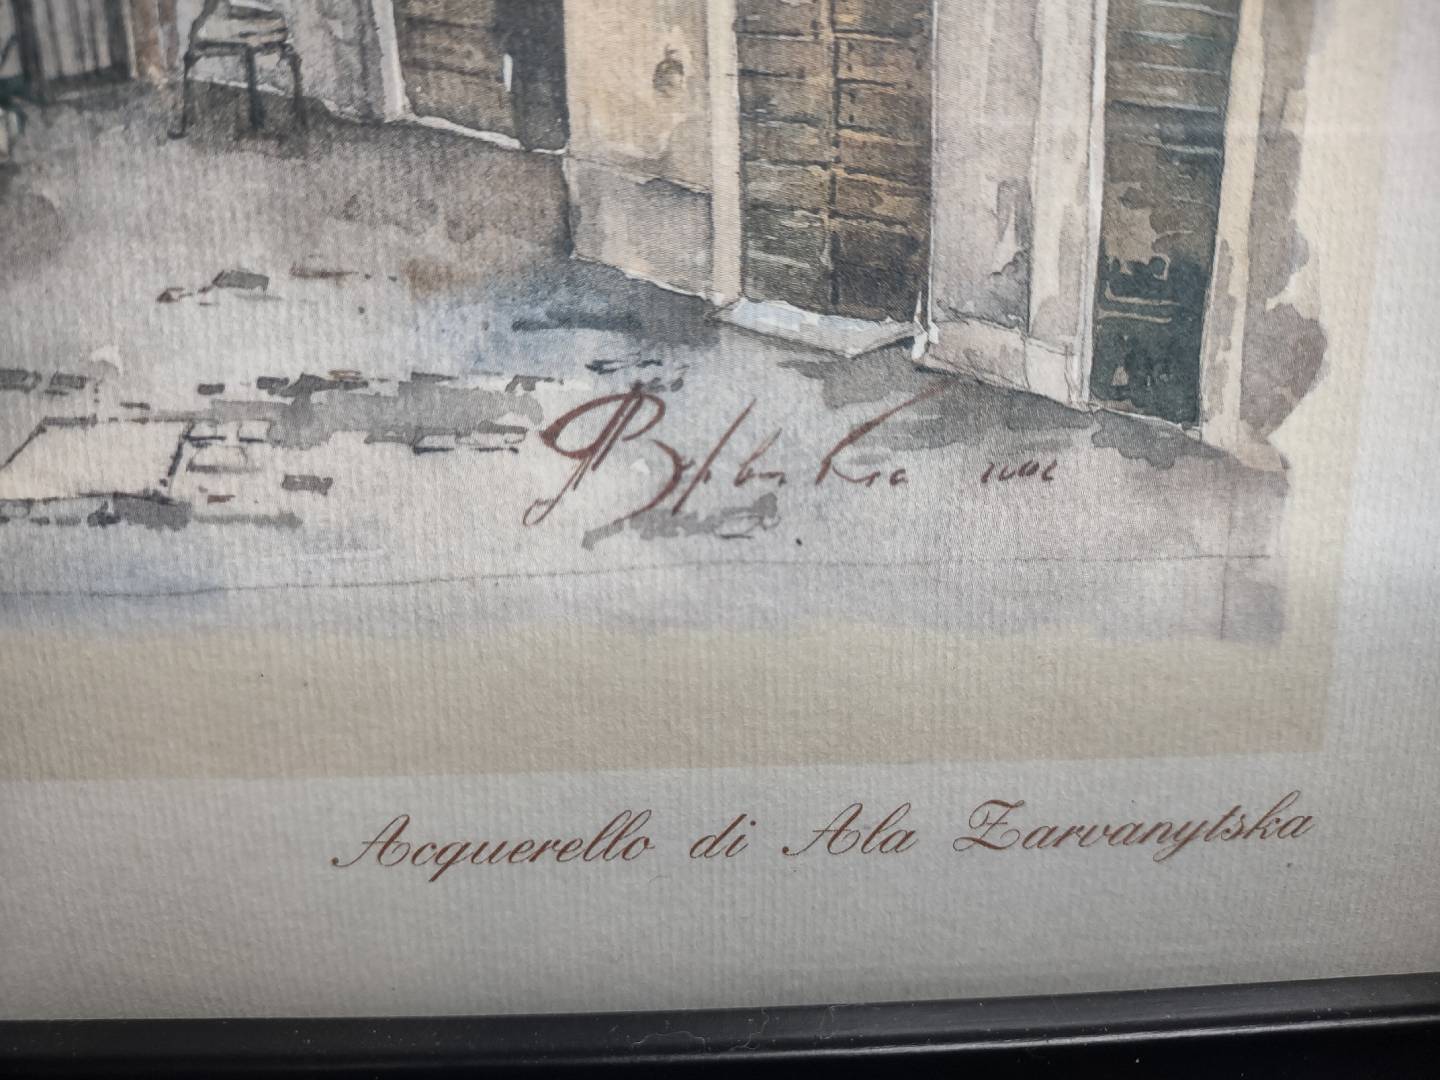 Acquerello di Ala Zarvanytska